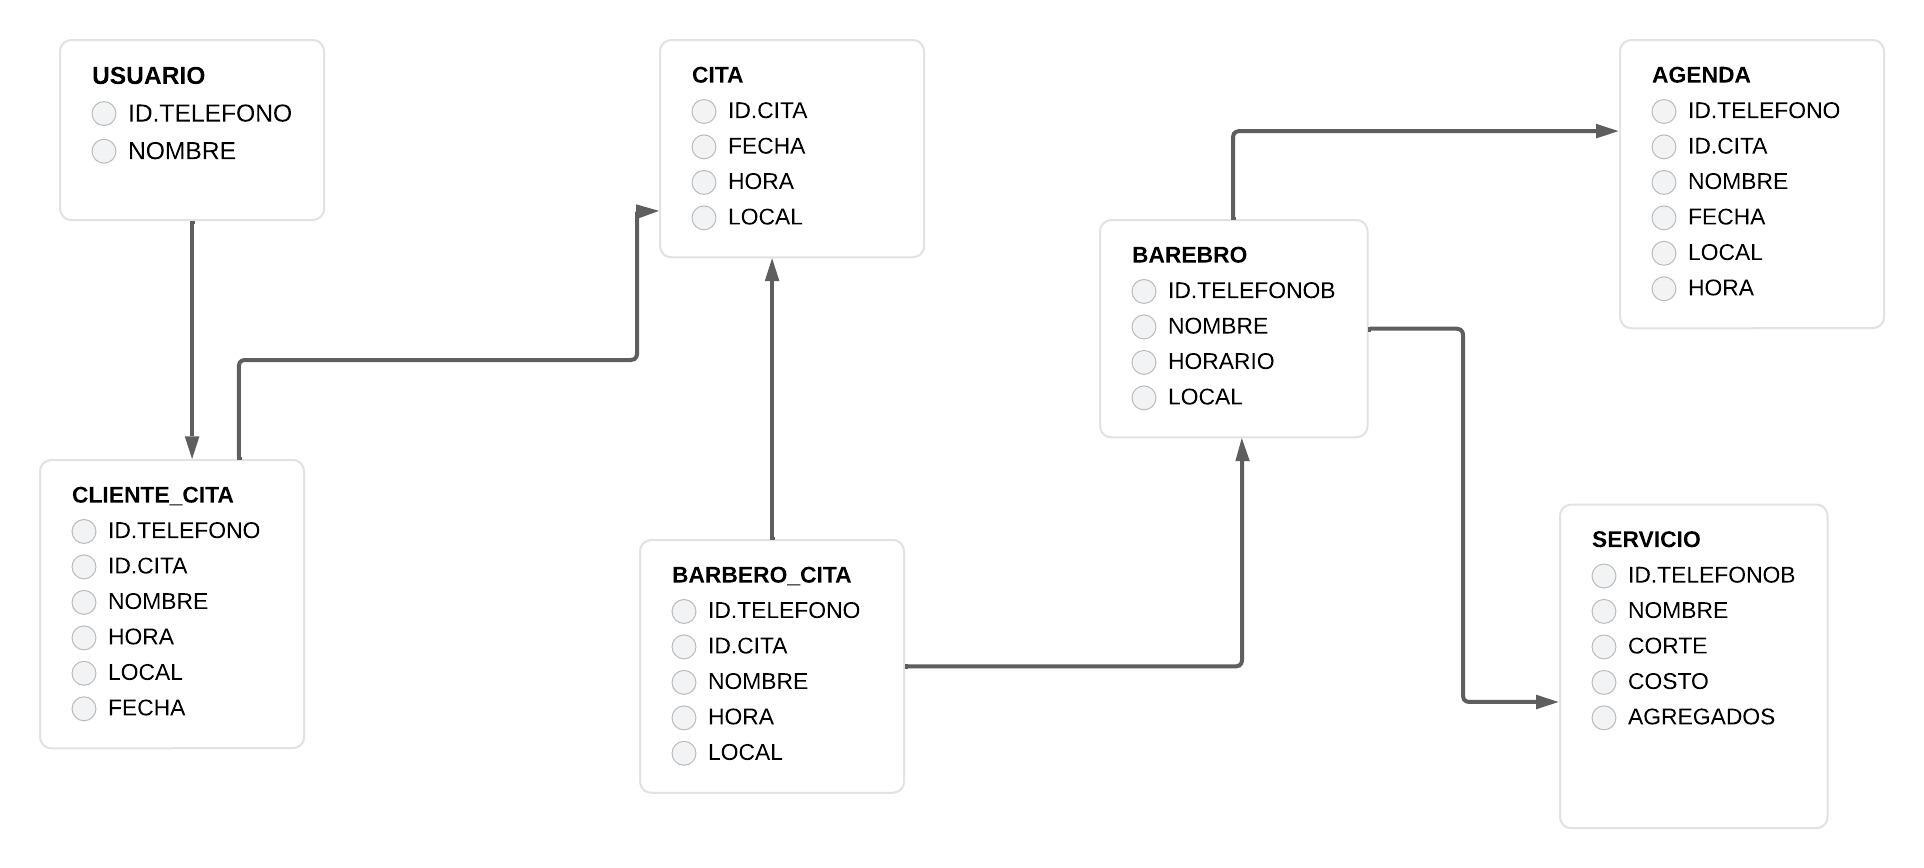 USUARIO
ID.TELEFONO
NOMBRE
CITA
ID.CITA
FECHA
HORA
LOCAL
AGENDA
ID.TELEFONO
ID.CITA
NOMBRE
FECHA
LOCAL
HORA
BAREBRO
ID.TELEFONOB
NOMBRE
HORARIO
LOCAL
CLIENTE_CITA
ID.TELEFONO
ID.CITA
NOMBRE
HORA
LOCAL
FECHA
BARBERO_CITA
ID.TELEFONO
ID.CITA
NOMBRE
HORA
LOCAL
SERVICIO
ID.TELEFONOB
NOMBRE
CORTE
COSTO
AGREGADOS